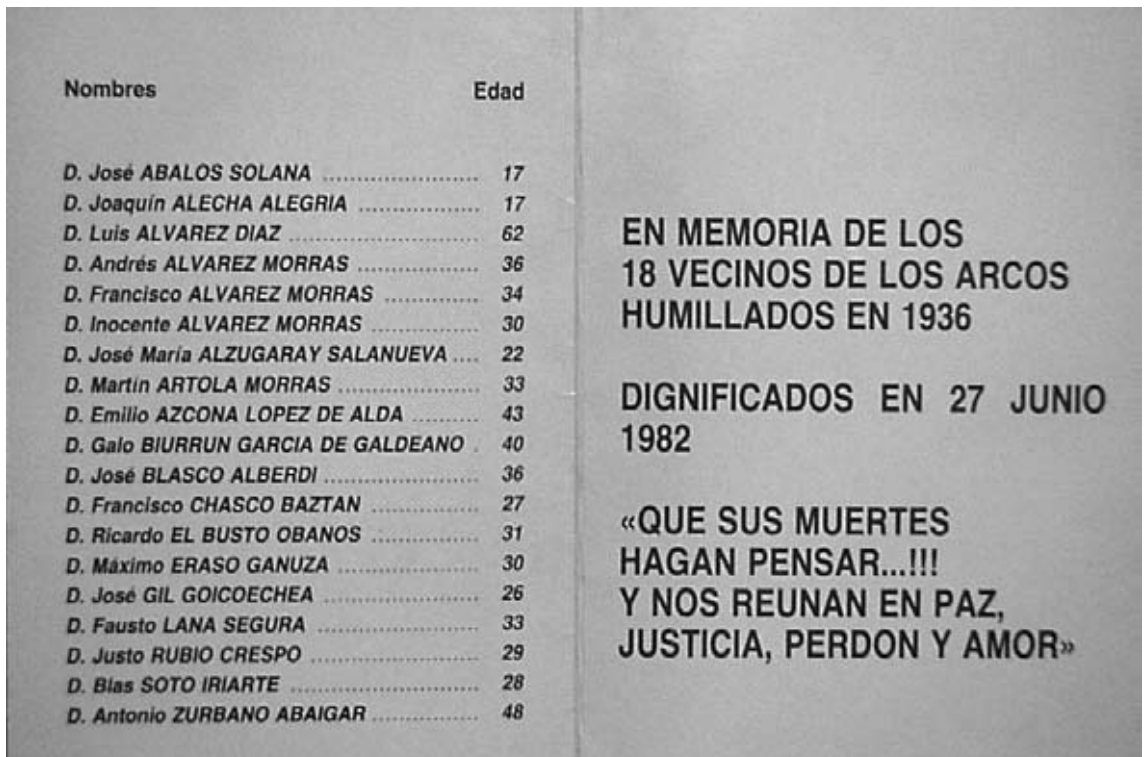 Nombres Edad
D. José ABALOS SOLANA ........................ 17
D. Joaquín ALECHA ALEGRIA .................. 17
D. Luis ALVAREZ DIAZ ............................ 62
D. Andrés ALVAREZ MORRAS .................. 36
D. Francisco ALVAREZ MORRAS ............... 34
D. Inocente ALVAREZ MORRAS ................ 30
D. José María ALZUGARAY SALANUEVA .... 22
D. Martín ARTOLA MORRAS ..................... 33
D. Emilio AZCONA LOPEZ DE ALDA .......... 43
D. Galo BIURRUN GARCIA DE GALDEANO . 40
D. José BLASCO ALBERDI ....................... 36
D. Francisco CHASCO BAZTAN ................ 27
D. Ricardo EL BUSTO OBANOS ................. 31
D. Máximo ERASO GANUZA ..................... 30
D. José GIL GOICOECHEA ........................ 26
D. Fausto LANA SEGURA ........................ 33
D. Justo RUBIO CRESPO ......................... 29
D. Blas SOTO IRIARTE ............................ 28
D. Antonio ZURBANO ABAIGAR ................ 48
EN MEMORIA DE LOS
18 VECINOS DE LOS ARCOS
HUMILLADOS EN 1936
DIGNIFICADOS EN 27 JUNIO
1982
«QUE SUS MUERTES
HAGAN PENSAR...!!!
Y NOS REUNAN EN PAZ,
JUSTICIA, PERDON Y AMOR»